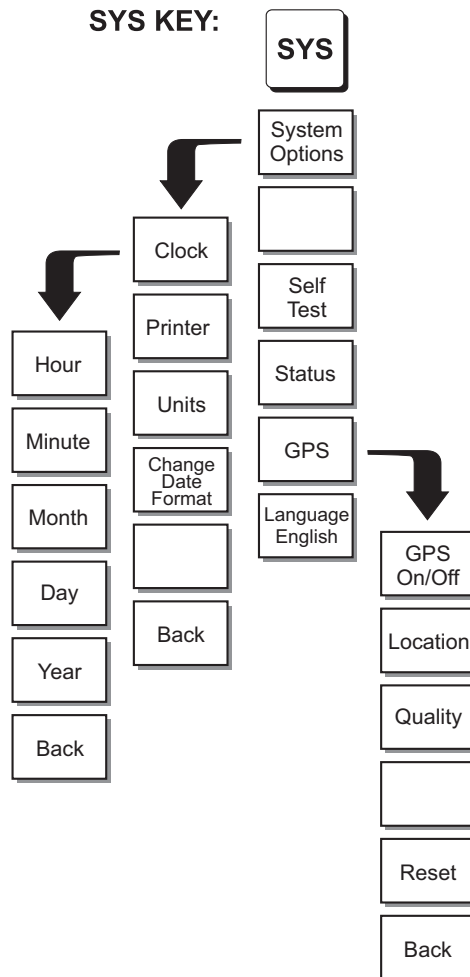 SYS KEY:
SYS
System
Options
Self
Test
Status
GPS
Language
English
Clock
Printer
Units
Change
Date
Format
Back
Hour
Minute
Month
Day
Year
Back
GPS
On/Off
Location
Quality
Reset
Back